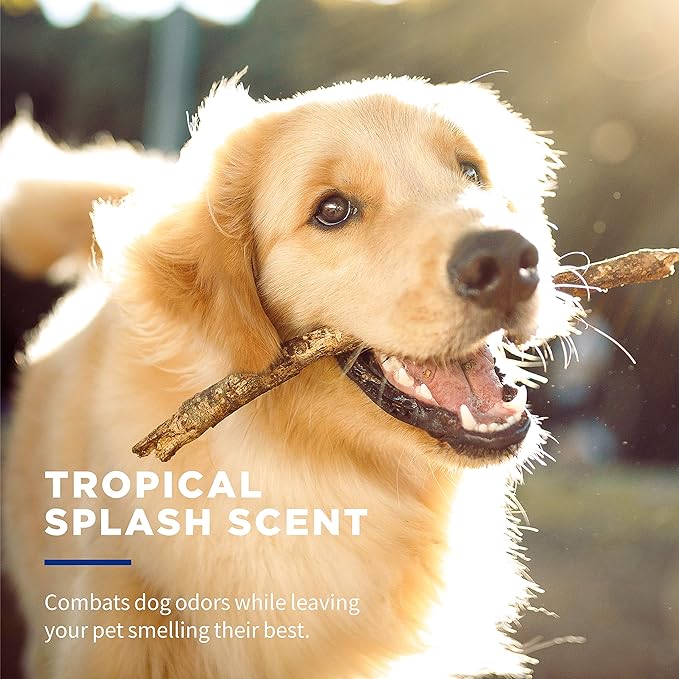 TROPICAL
SPLASH SCENT
Combats dog odors while leaving
your pet smelling their best.